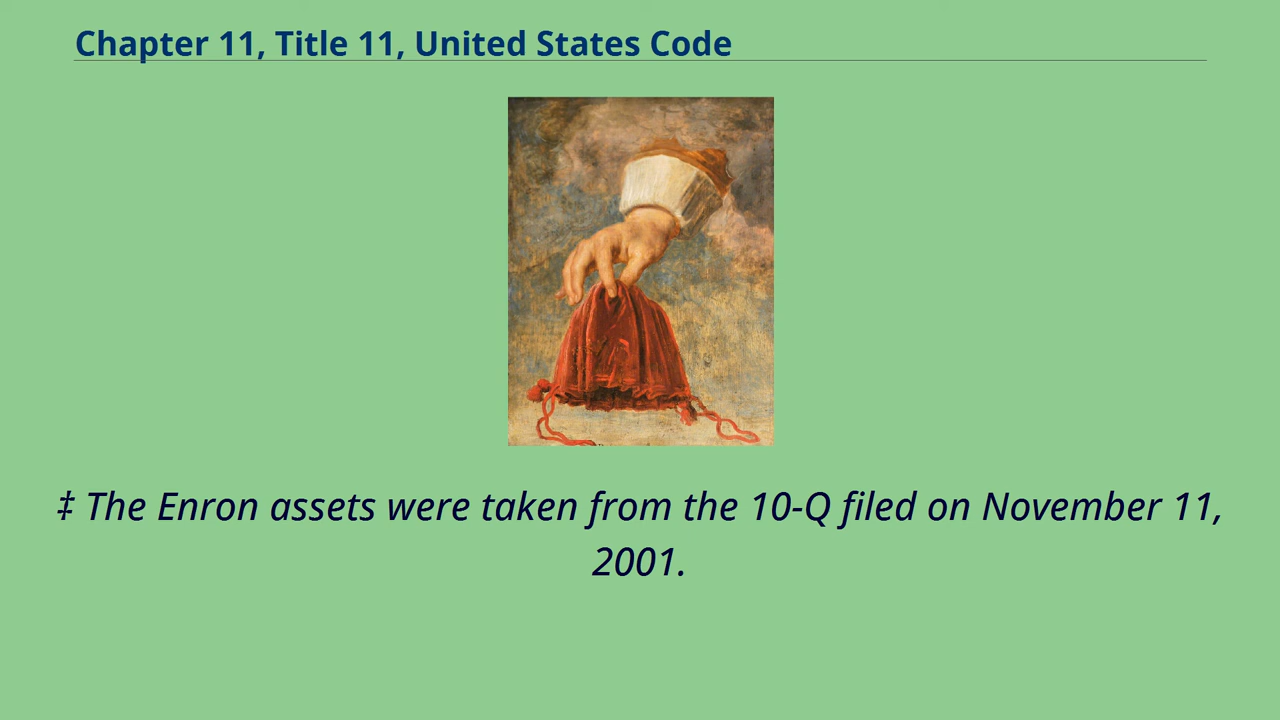 Chapter 11, Title 11, United States Code
‡ The Enron assets were taken from the 10-Q filed on November 11,
2001.